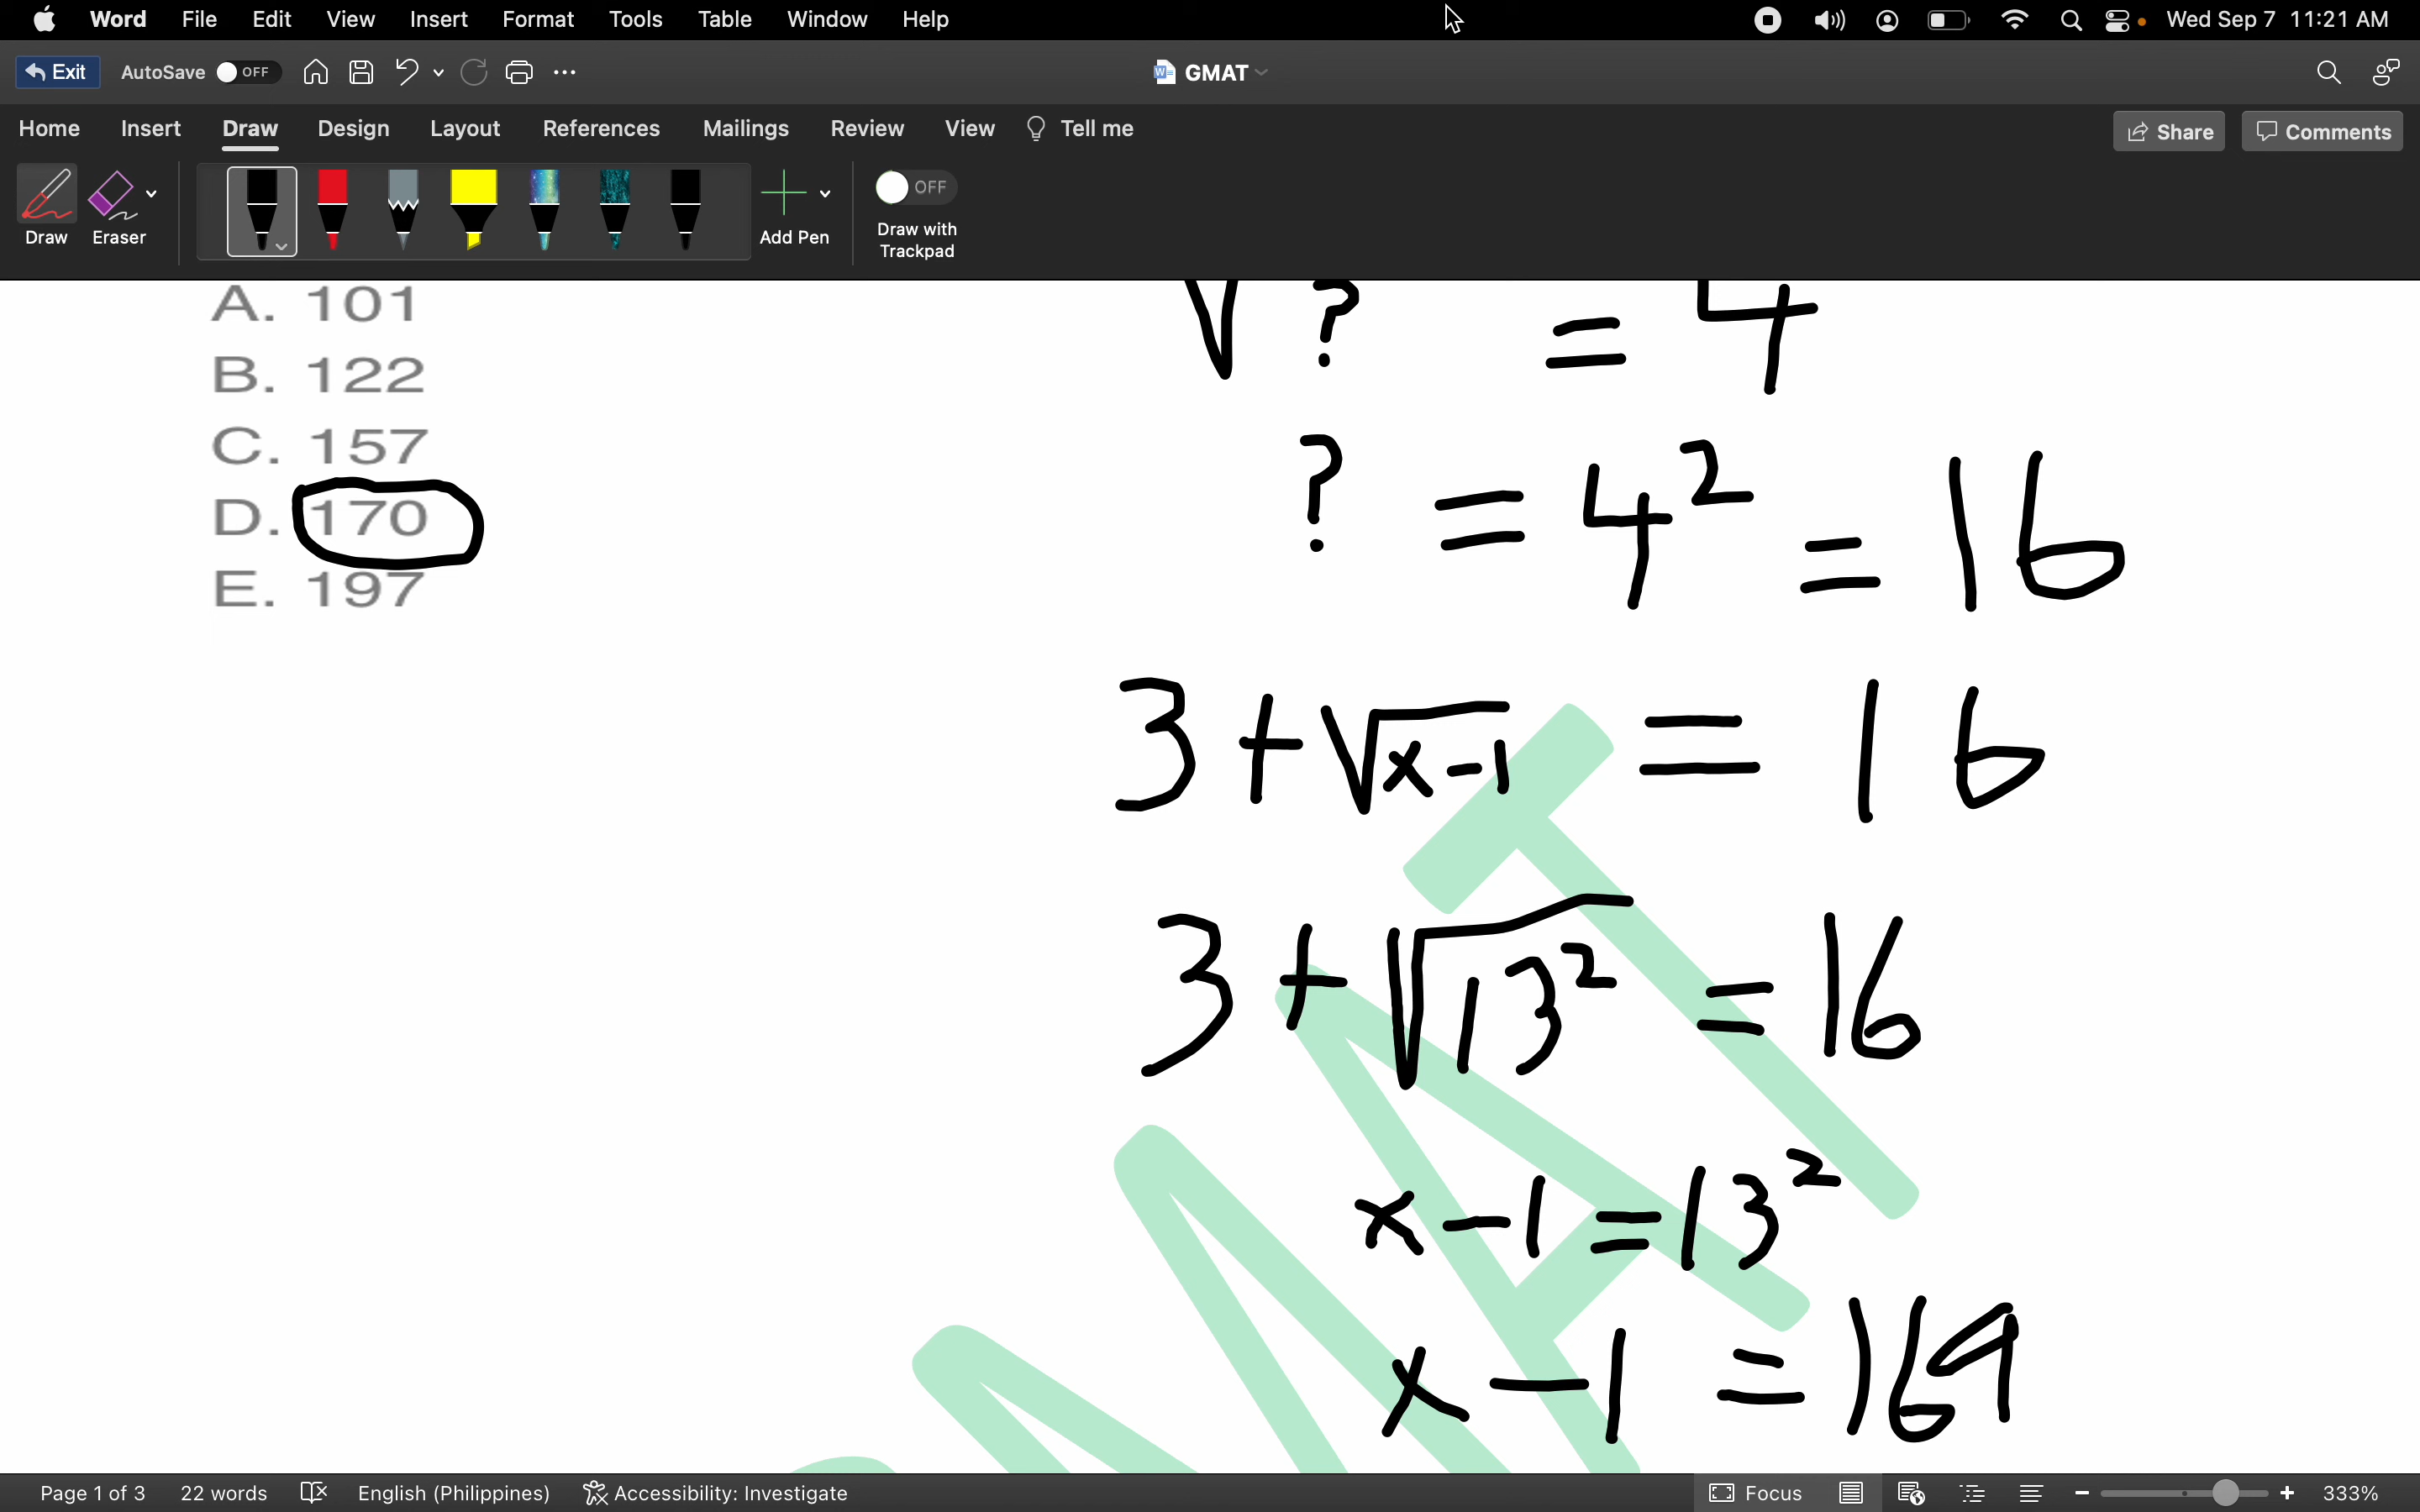 Word File Edit View Insert Format Tools Table Window Help Wed Sep 7 11:21 AM
Exit AutoSave OFF GMAT
Home Insert Draw Design Layout References Mailings Review View Tell me Share Comments
OFF
Draw Eraser Add Pen Draw with
Trackpad
A. 101
B. 122
C. 157
D. 170
E. 197
√? = 4
? = 4² = 16
3 + √x-1 = 16
3 + √13² = 16
x - 1 = 13²
x - 1 = 169
Page 1 of 3 22 words English (Philippines) Accessibility: Investigate Focus 333%